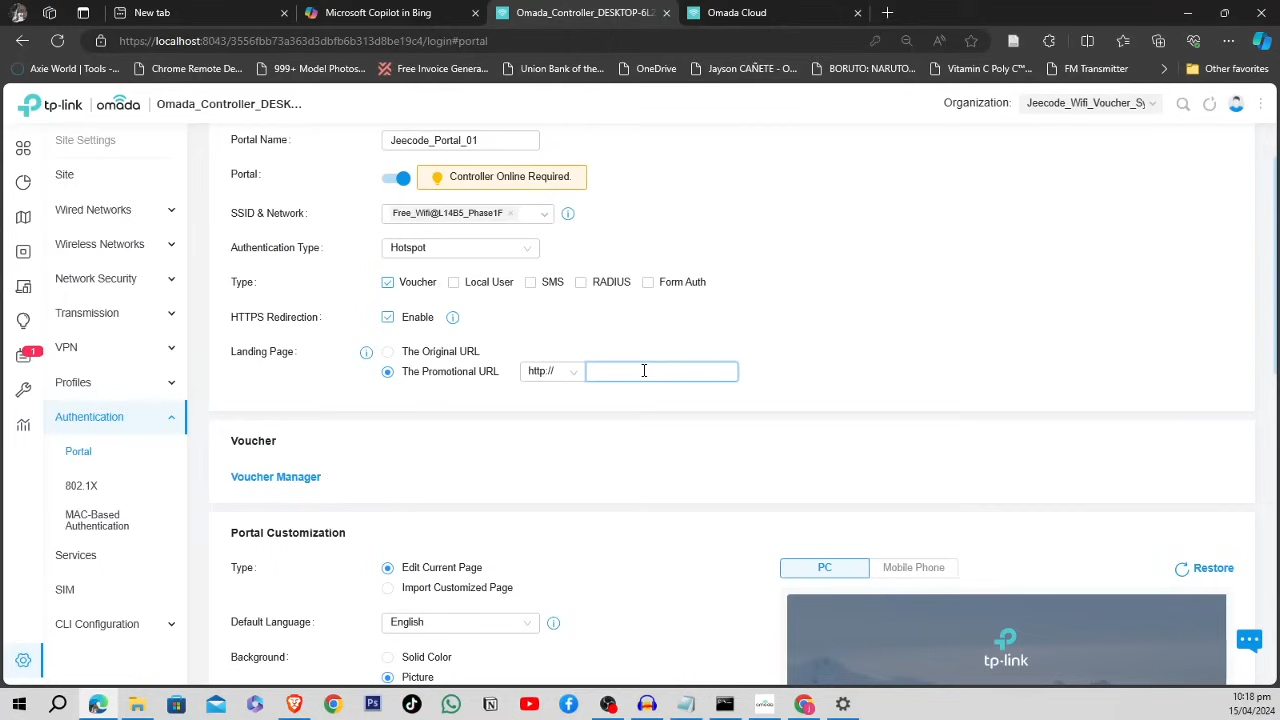 New tab
Microsoft Copilot in Bing
Omada_Controller_DESKTOP-6L
Omada Cloud
https://localhost:8043/3556fbb73a363d3dbfb6b313d8be19c4/login#portal
Axie World | Tools -...
Chrome Remote De...
999+ Model Photos...
Free Invoice Genera...
Union Bank of the...
OneDrive
Jayson CAÑETE - O...
BORUTO: NARUTO...
Vitamin C Poly C™...
FM Transmitter
Other favorites
tp-link
omada
Omada_Controller_DESK...
Organization:
Jeecode_Wifi_Voucher_Sy
Site Settings
Site
Wired Networks
Wireless Networks
Network Security
Transmission
VPN
1
Profiles
Authentication
Portal
802.1X
MAC-Based
Authentication
Services
SIM
CLI Configuration
Portal Name:
Jeecode_Portal_01
Portal:
Controller Online Required.
SSID & Network:
Free_Wifi@L14B5_Phase1F
Authentication Type:
Hotspot
Type:
Voucher
Local User
SMS
RADIUS
Form Auth
HTTPS Redirection:
Enable
Landing Page:
The Original URL
The Promotional URL
http://
Voucher
Voucher Manager
Portal Customization
Type:
Edit Current Page
Import Customized Page
PC
Mobile Phone
Restore
Default Language:
English
Background:
Solid Color
Picture
tp-link
10:18 pm
15/04/2024